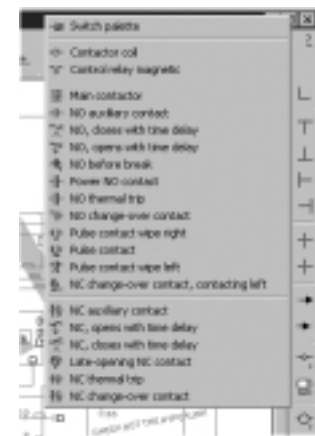 Switch palette
Contactor coil
Control relay magnetic
Main contactor
NO auxiliary contact
NO, closes with time delay
NO, opens with time delay
NO before break
Power NO contact
NO thermal trip
NO change-over contact
Pulse contact wipe right
Pulse contact
Pulse contact wipe left
NC change-over contact, contacting left
NC auxiliary contact
NC, opens with time delay
NC, closes with time delay
Late-opening NC contact
NC thermal trip
NC change-over contact